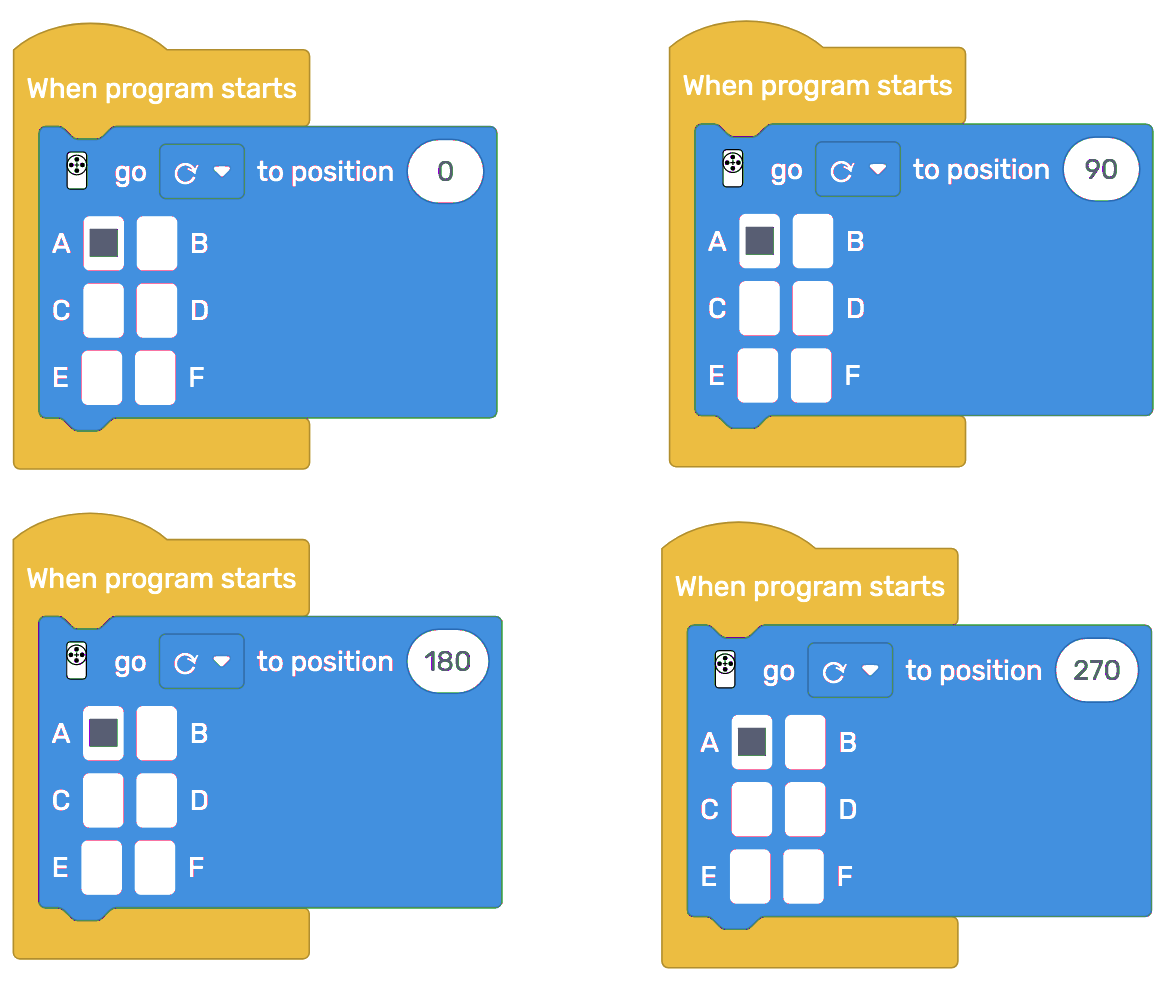 When program starts
go to position 0
A B
C D
E F
When program starts
go to position 90
A B
C D
E F
When program starts
go to position 180
A B
C D
E F
When program starts
go to position 270
A B
C D
E F